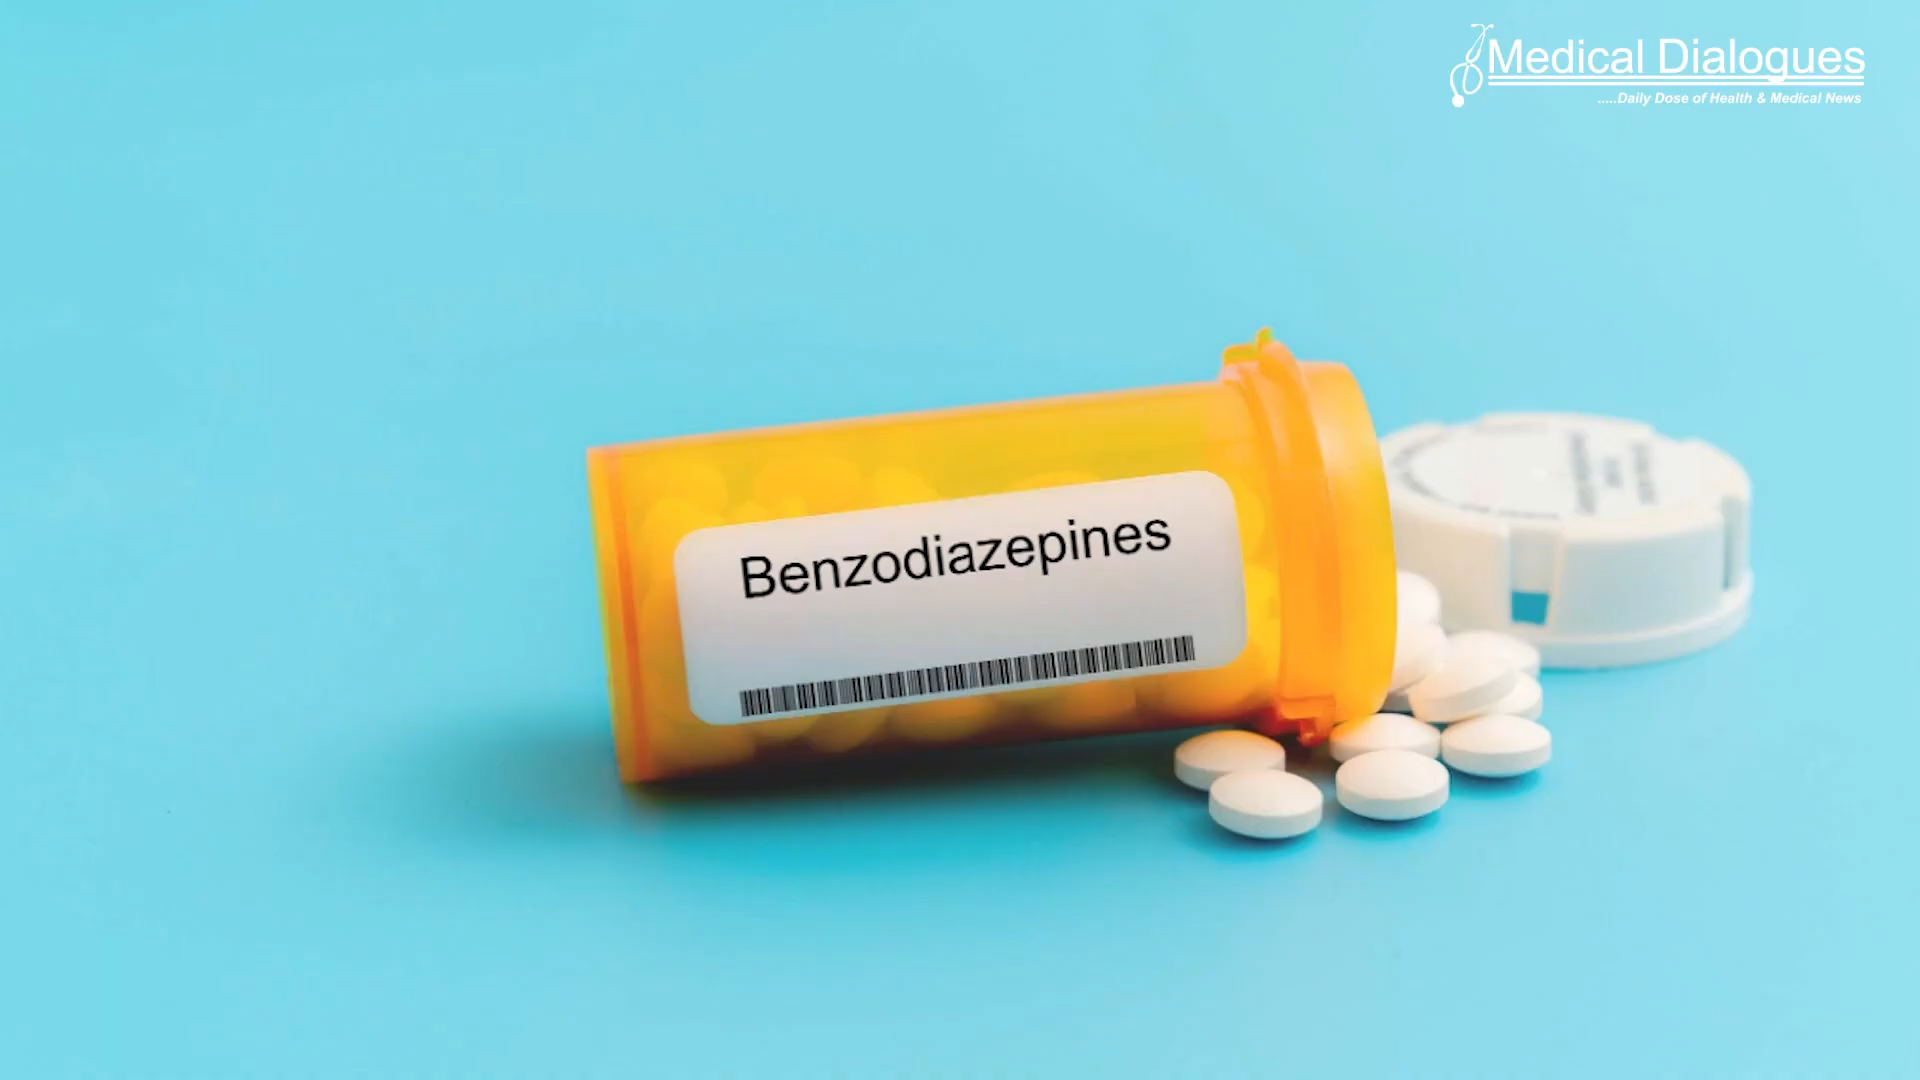 Medical Dialogues
.....Daily Dose of Health & Medical News
Benzodiazepines